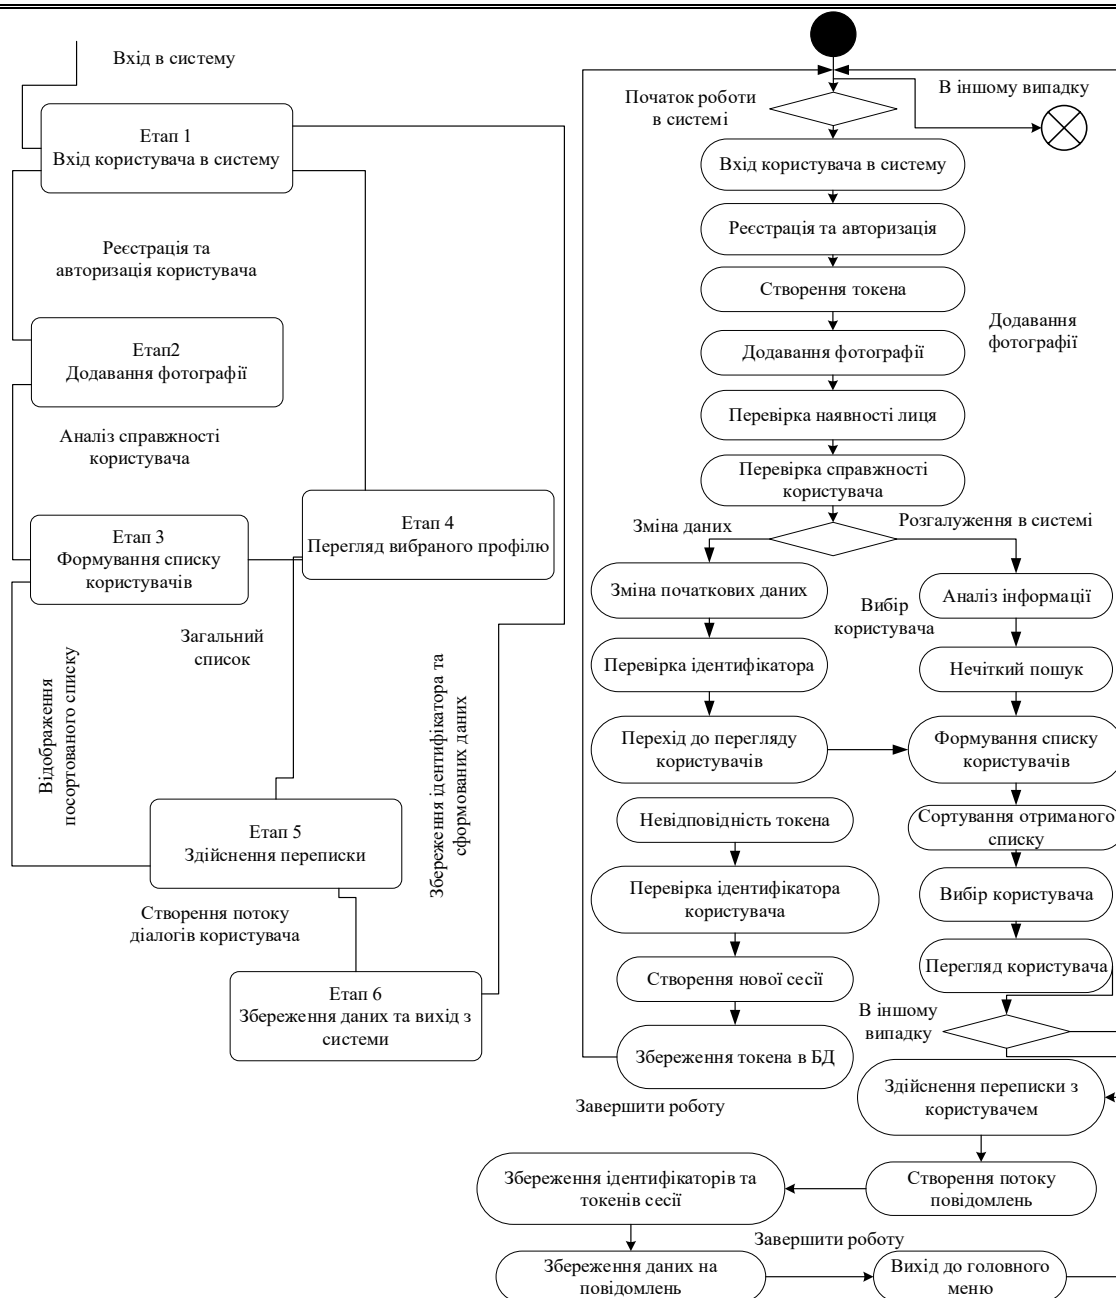 Вхід в систему
Етап 1
Вхід користувача в систему
Реєстрація та
авторизація користувача
Етап2
Додавання фотографії
Аналіз справжності
користувача
Етап 3
Формування списку
користувачів
Етап 4
Перегляд вибраного профілю
Загальний
список
Відображення
посортованого списку
Збереження ідентифікатора та
сформованих даних
Етап 5
Здійснення переписки
Створення потоку
діалогів користувача
Етап 6
Збереження даних та вихід з
системи
Початок роботи
в системі
В іншому випадку
Вхід користувача в систему
Реєстрація та авторизація
Створення токена
Додавання фотографії
Додавання
фотографії
Перевірка наявності лиця
Перевірка справжності
користувача
Зміна даних
Розгалуження в системі
Зміна початкових даних
Вибір
користувача
Аналіз інформації
Перевірка ідентифікатора
Нечіткий пошук
Перехід до перегляду
користувачів
Формування списку
користувачів
Невідповідність токена
Сортування отриманого
списку
Перевірка ідентифікатора
користувача
Вибір користувача
Створення нової сесії
Перегляд користувача
В іншому
випадку
Збереження токена в БД
Завершити роботу
Здійснення переписки з
користувачем
Збереження ідентифікаторів та
токенів сесії
Створення потоку
повідомлень
Завершити роботу
Збереження даних на
повідомлень
Вихід до головного
меню